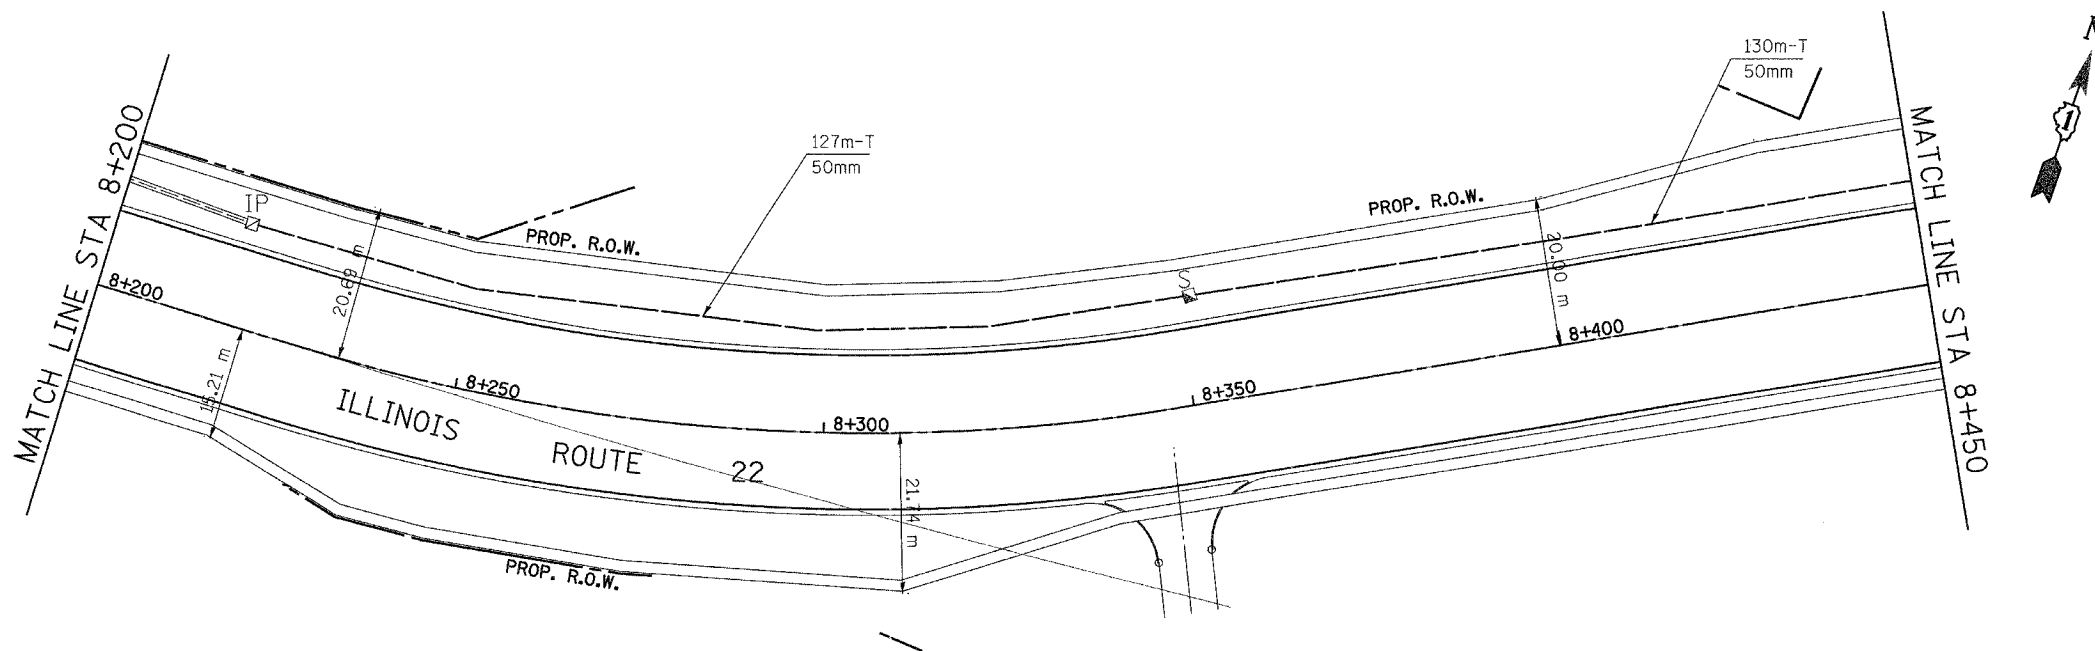 MATCH LINE STA 8+200
IP
20.69 m
8+200
15.21 m
8+250
ILLINOIS
ROUTE
22
PROP. R.O.W.
127m-T
50mm
PROP. R.O.W.
8+300
m
S
8+350
PROP. R.O.W.
20.00 m
8+400
130m-T
50mm
MATCH LINE STA 8+450
N
1